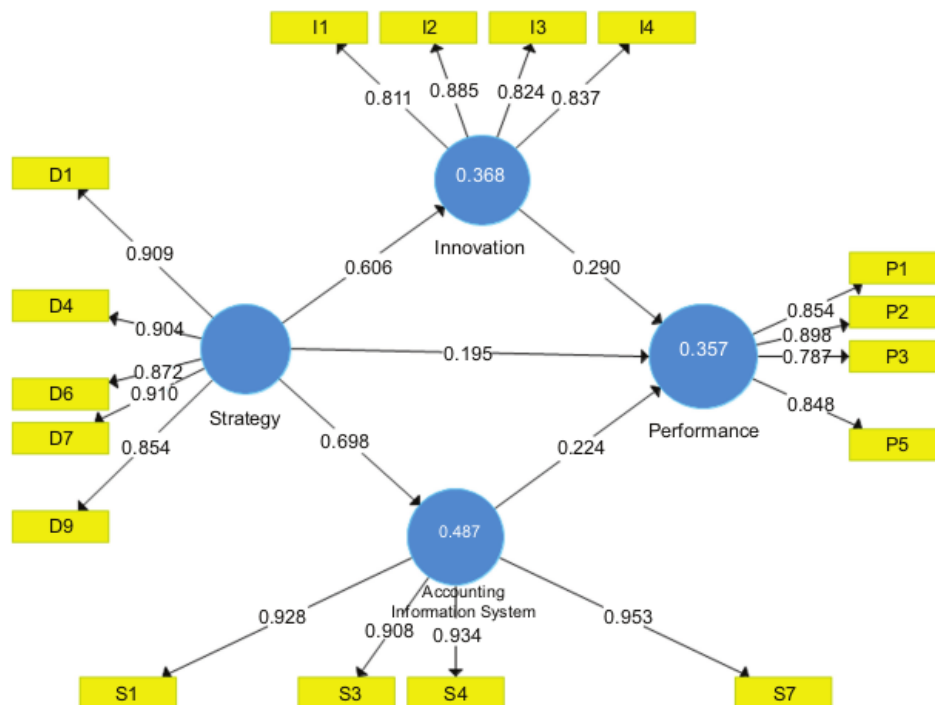 I1
I2
I3
I4
0.811
0.885
0.824
0.837
D1
0.368
Innovation
0.909
0.606
0.290
P1
D4
0.904
0.854
P2
0.898
0.195
0.357
0.787
P3
D6
0.872
0.910
D7
Strategy
Performance
0.848
P5
0.854
0.698
0.224
D9
0.487
Accounting
Information System
0.928
0.908
0.934
0.953
S1
S3
S4
S7